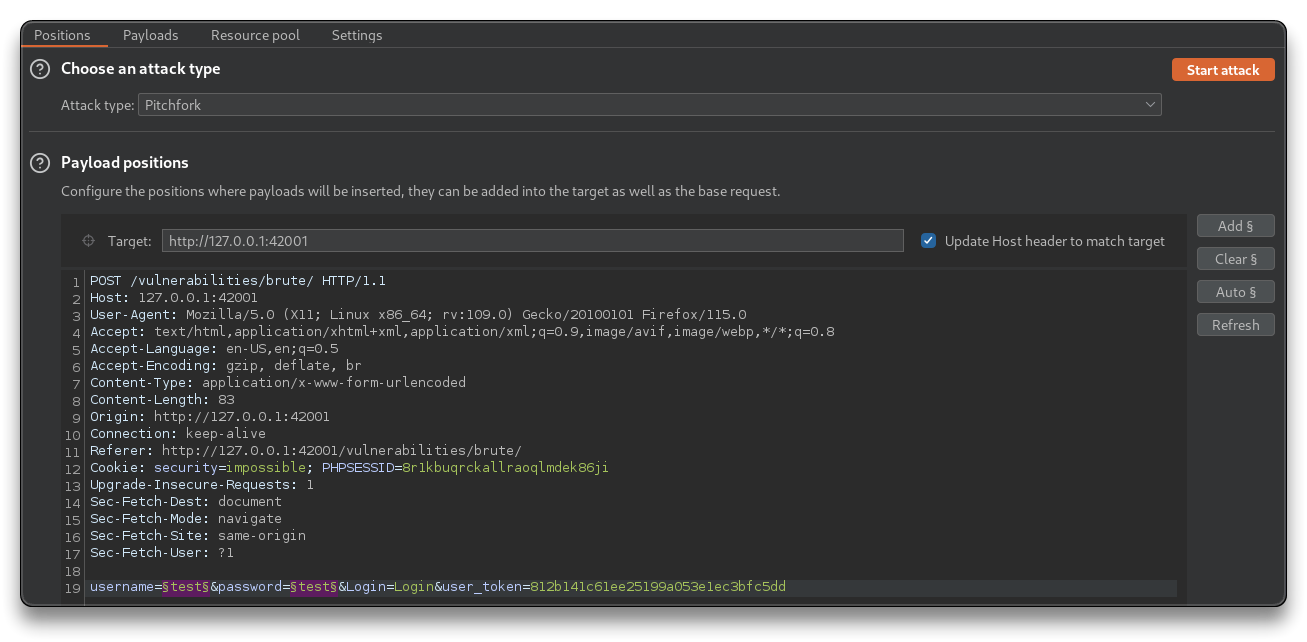 Positions Payloads Resource pool Settings
? Choose an attack type Start attack
Attack type: Pitchfork
? Payload positions
Configure the positions where payloads will be inserted, they can be added into the target as well as the base request.
Add §
Target: http://127.0.0.1:42001 Update Host header to match target
Clear §
Auto §
Refresh
1 POST /vulnerabilities/brute/ HTTP/1.1
2 Host: 127.0.0.1:42001
3 User-Agent: Mozilla/5.0 (X11; Linux x86_64; rv:109.0) Gecko/20100101 Firefox/115.0
4 Accept: text/html,application/xhtml+xml,application/xml;q=0.9,image/avif,image/webp,*/*;q=0.8
5 Accept-Language: en-US,en;q=0.5
6 Accept-Encoding: gzip, deflate, br
7 Content-Type: application/x-www-form-urlencoded
8 Content-Length: 83
9 Origin: http://127.0.0.1:42001
10 Connection: keep-alive
11 Referer: http://127.0.0.1:42001/vulnerabilities/brute/
12 Cookie: security=impossible; PHPSESSID=8r1kbuqrckallraoqlmdek86ji
13 Upgrade-Insecure-Requests: 1
14 Sec-Fetch-Dest: document
15 Sec-Fetch-Mode: navigate
16 Sec-Fetch-Site: same-origin
17 Sec-Fetch-User: ?1
18
19 username=§test§&password=§test§&Login=Login&user_token=812b141c61ee25199a053e1ec3bfc5dd